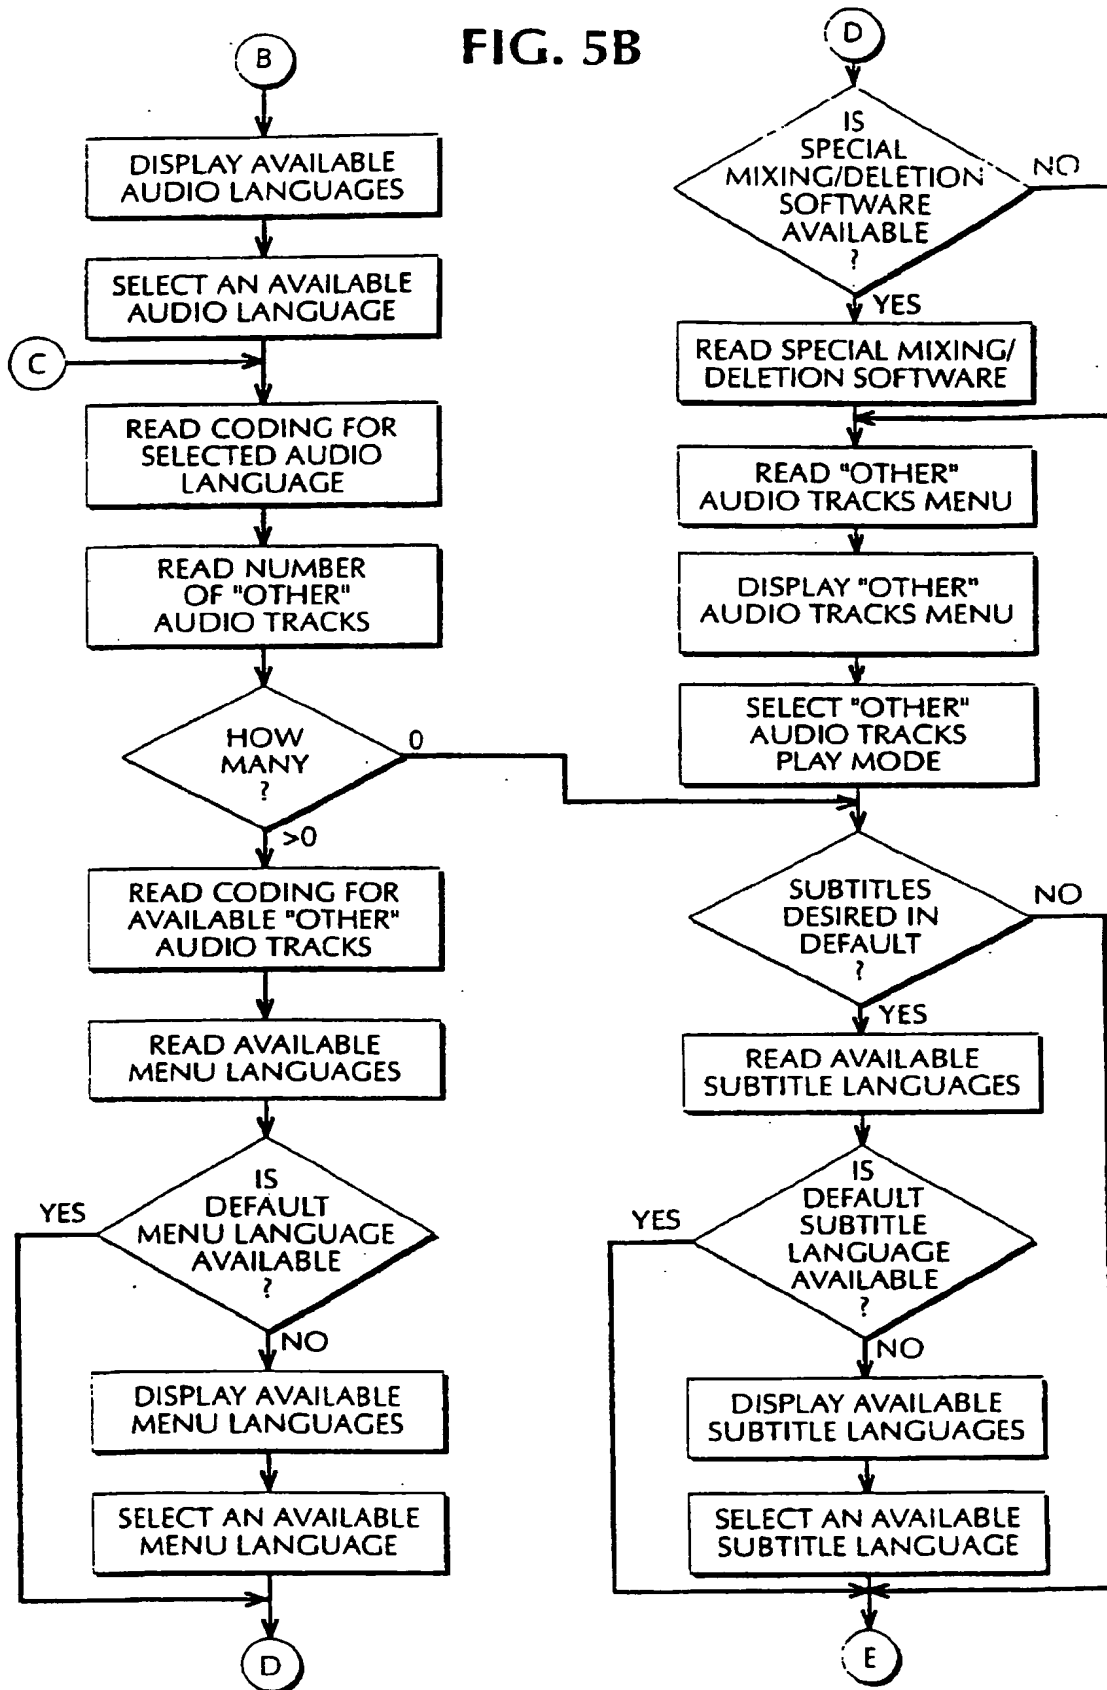 FIG. 5B
B
DISPLAY AVAILABLE
AUDIO LANGUAGES
SELECT AN AVAILABLE
AUDIO LANGUAGE
C
READ CODING FOR
SELECTED AUDIO
LANGUAGE
READ NUMBER
OF "OTHER"
AUDIO TRACKS
HOW
MANY
?
0
>0
READ CODING FOR
AVAILABLE "OTHER"
AUDIO TRACKS
READ AVAILABLE
MENU LANGUAGES
IS
DEFAULT
MENU LANGUAGE
AVAILABLE
?
YES
NO
DISPLAY AVAILABLE
MENU LANGUAGES
SELECT AN AVAILABLE
MENU LANGUAGE
D
D
IS
SPECIAL
MIXING/DELETION
SOFTWARE
AVAILABLE
?
NO
YES
READ SPECIAL MIXING/
DELETION SOFTWARE
READ "OTHER"
AUDIO TRACKS MENU
DISPLAY "OTHER"
AUDIO TRACKS MENU
SELECT "OTHER"
AUDIO TRACKS
PLAY MODE
SUBTITLES
DESIRED IN
DEFAULT
?
NO
YES
READ AVAILABLE
SUBTITLE LANGUAGES
IS
DEFAULT
SUBTITLE
LANGUAGE
AVAILABLE
?
YES
NO
DISPLAY AVAILABLE
SUBTITLE LANGUAGES
SELECT AN AVAILABLE
SUBTITLE LANGUAGE
E